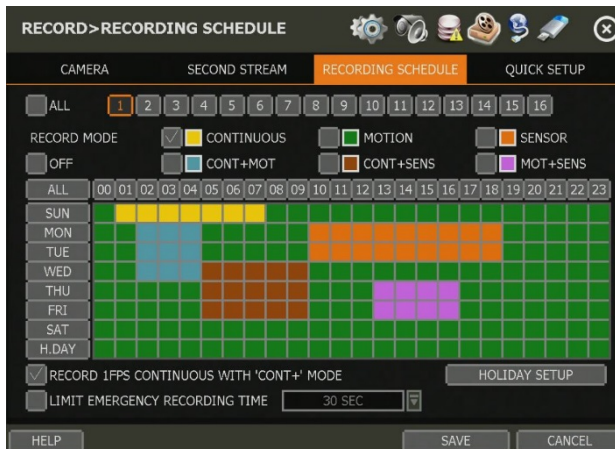 RECORD>RECORDING SCHEDULE
CAMERA SECOND STREAM RECORDING SCHEDULE QUICK SETUP
ALL 1 2 3 4 5 6 7 8 9 10 11 12 13 14 15 16
RECORD MODE CONTINUOUS MOTION SENSOR
OFF CONT+MOT CONT+SENS MOT+SENS
ALL 00 01 02 03 04 05 06 07 08 09 10 11 12 13 14 15 16 17 18 19 20 21 22 23
SUN
MON
TUE
WED
THU
FRI
SAT
H.DAY
RECORD 1FPS CONTINUOUS WITH 'CONT+' MODE HOLIDAY SETUP
LIMIT EMERGENCY RECORDING TIME 30 SEC
HELP SAVE CANCEL